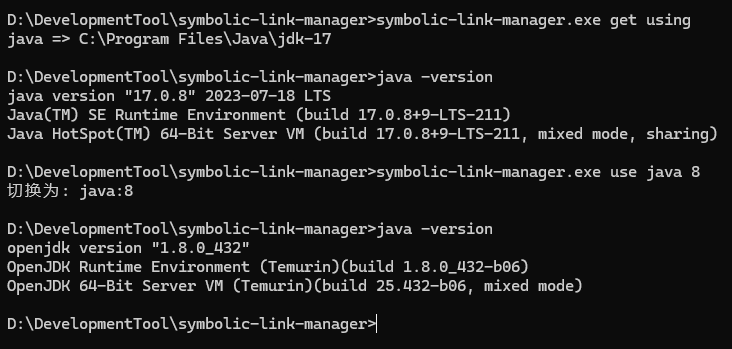 D:\DevelopmentTool\symbolic-link-manager>symbolic-link-manager.exe get using
java => C:\Program Files\Java\jdk-17
D:\DevelopmentTool\symbolic-link-manager>java -version
java version "17.0.8" 2023-07-18 LTS
Java(TM) SE Runtime Environment (build 17.0.8+9-LTS-211)
Java HotSpot(TM) 64-Bit Server VM (build 17.0.8+9-LTS-211, mixed mode, sharing)
D:\DevelopmentTool\symbolic-link-manager>symbolic-link-manager.exe use java 8
切换为: java:8
D:\DevelopmentTool\symbolic-link-manager>java -version
openjdk version "1.8.0_432"
OpenJDK Runtime Environment (Temurin)(build 1.8.0_432-b06)
OpenJDK 64-Bit Server VM (Temurin)(build 25.432-b06, mixed mode)
D:\DevelopmentTool\symbolic-link-manager>